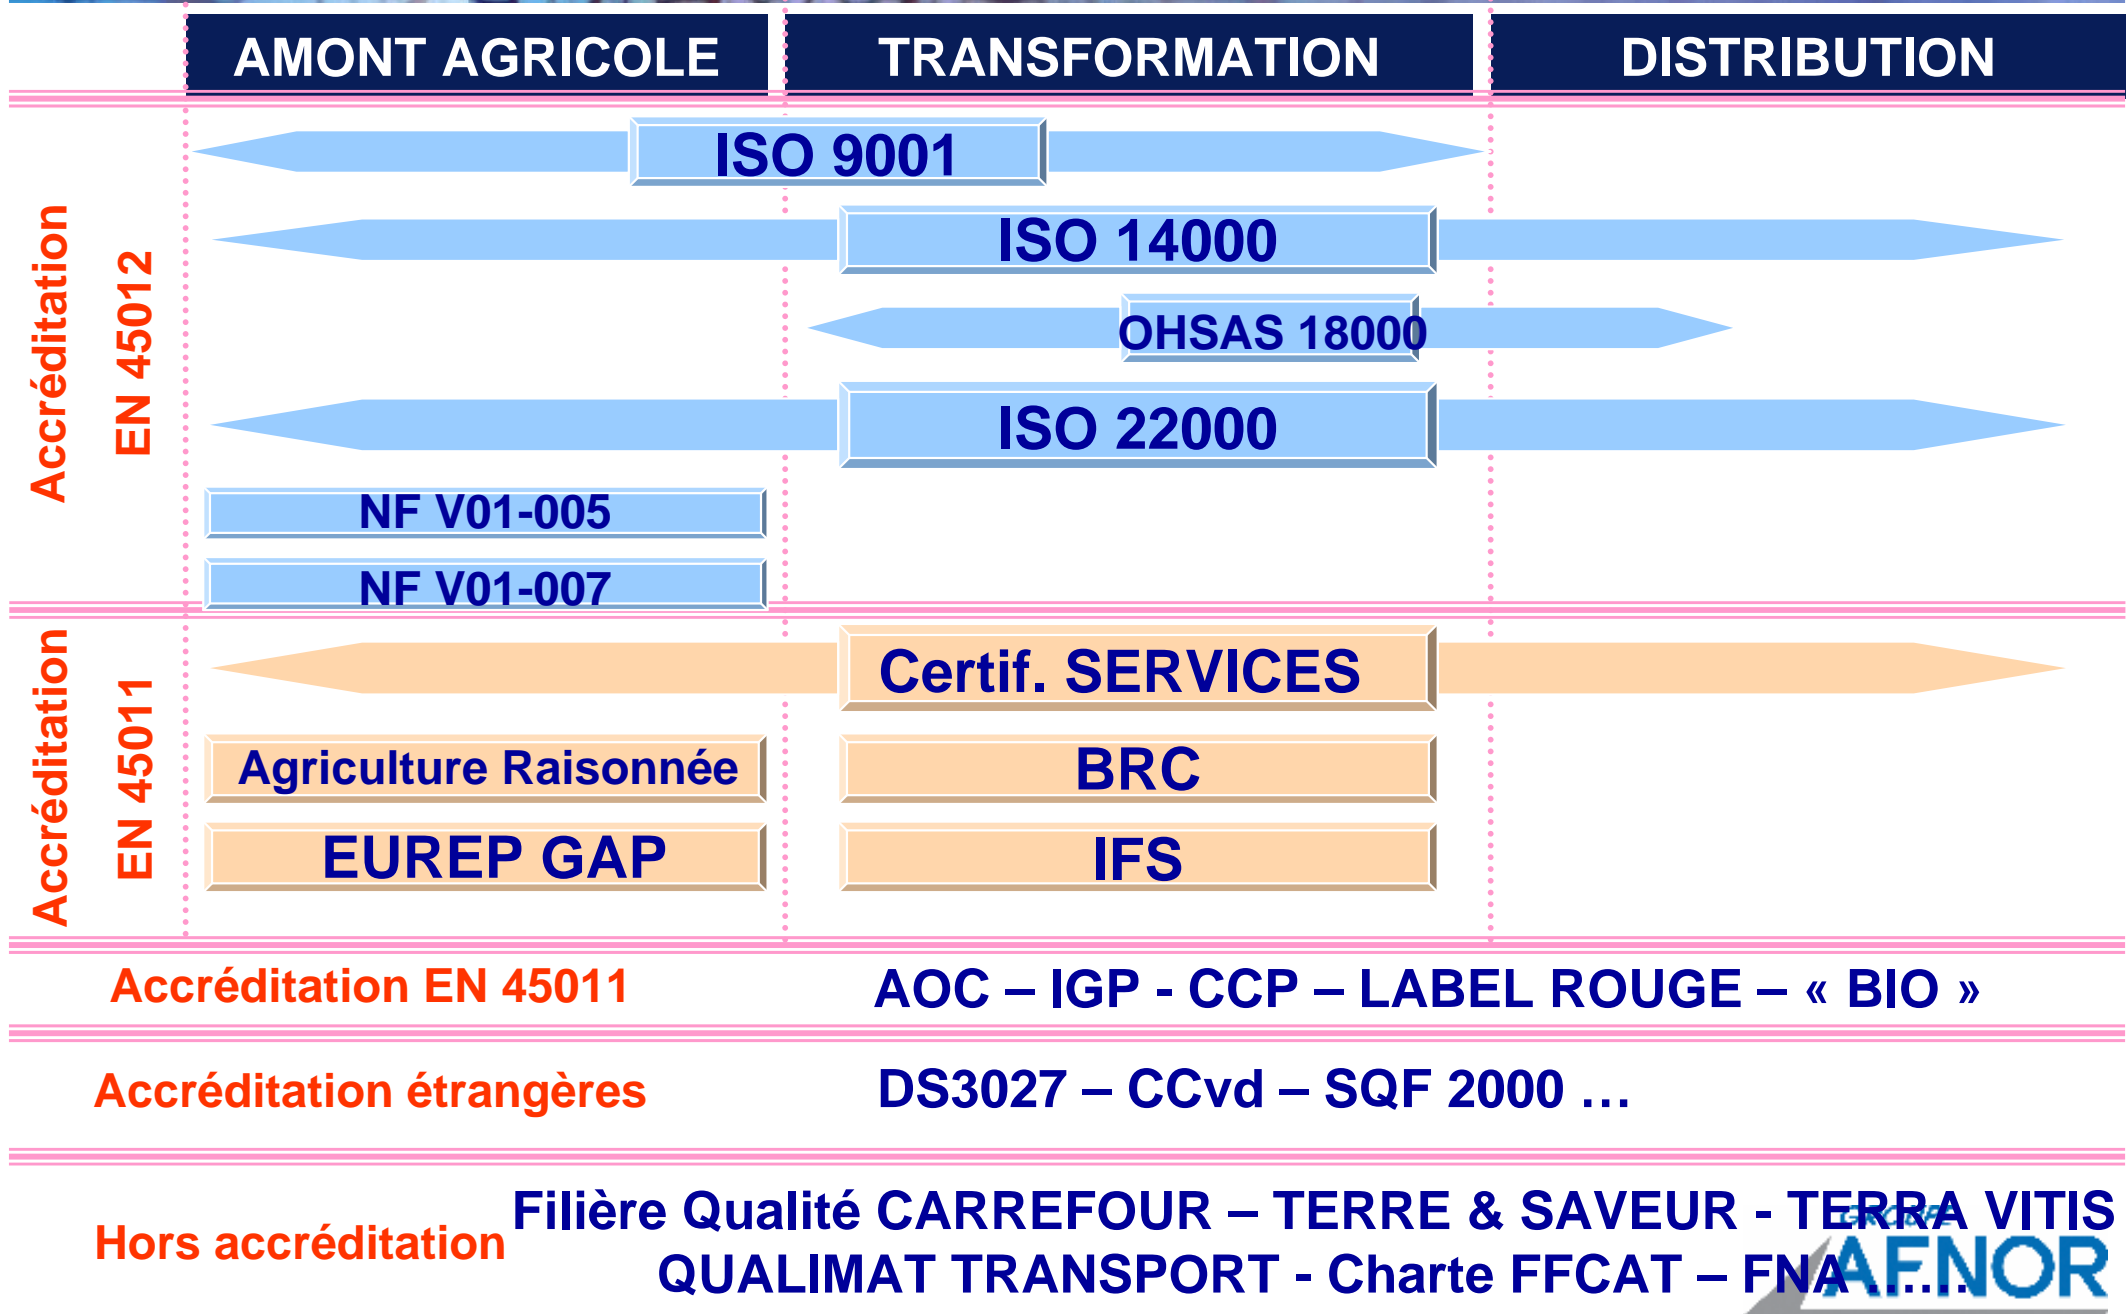 AMONT AGRICOLE
TRANSFORMATION
DISTRIBUTION
Accréditation
EN 45012
ISO 9001
ISO 14000
OHSAS 18000
ISO 22000
NF V01-005
NF V01-007
Accréditation
EN 45011
Certif. SERVICES
Agriculture Raisonnée
BRC
EUREP GAP
IFS
Accréditation EN 45011
AOC – IGP - CCP – LABEL ROUGE – « BIO »
Accréditation étrangères
DS3027 – CCvd – SQF 2000 …
Hors accréditation
Filière Qualité CARREFOUR – TERRE & SAVEUR - TERRA VITIS
QUALIMAT TRANSPORT - Charte FFCAT – FNA ……
GROUPE
AFNOR